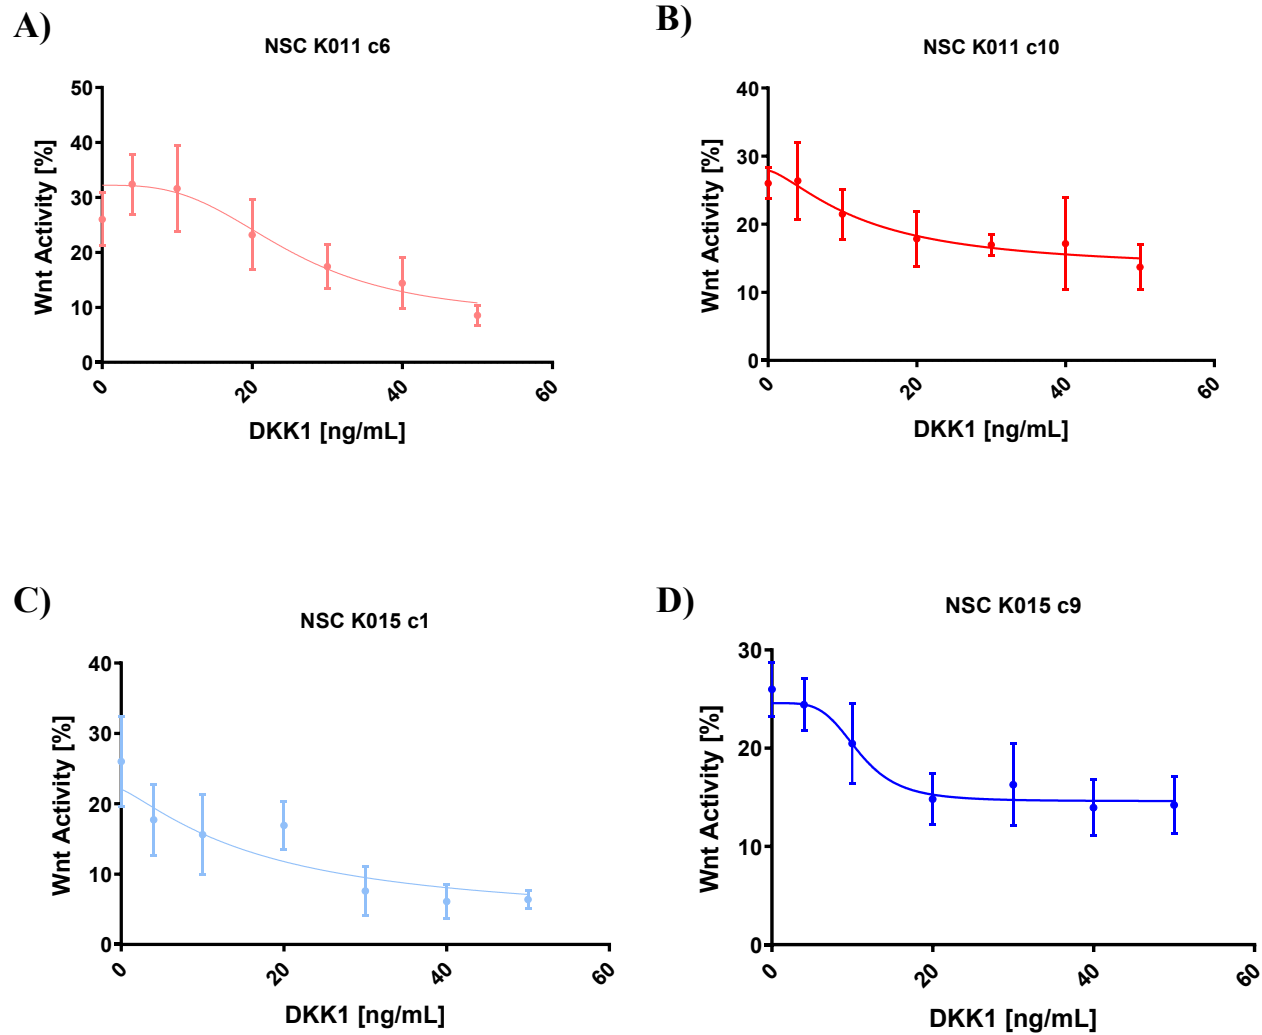 A)
NSC K011 c6
50
40
30
20
10
0
Wnt Activity [%]
0 20 40 60
DKK1 [ng/mL]
B)
NSC K011 c10
40
30
20
10
0
Wnt Activity [%]
0 20 40 60
DKK1 [ng/mL]
C)
NSC K015 c1
40
30
20
10
0
Wnt Activity [%]
0 20 40 60
DKK1 [ng/mL]
D)
NSC K015 c9
30
20
10
0
Wnt Activity [%]
0 20 40 60
DKK1 [ng/mL]